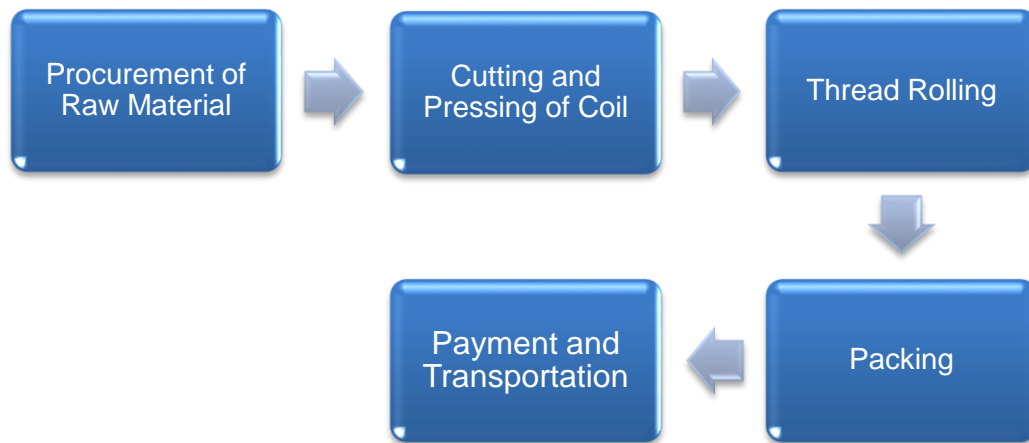 Procurement of
Raw Material
Cutting and
Pressing of Coil
Thread Rolling
Packing
Payment and
Transportation